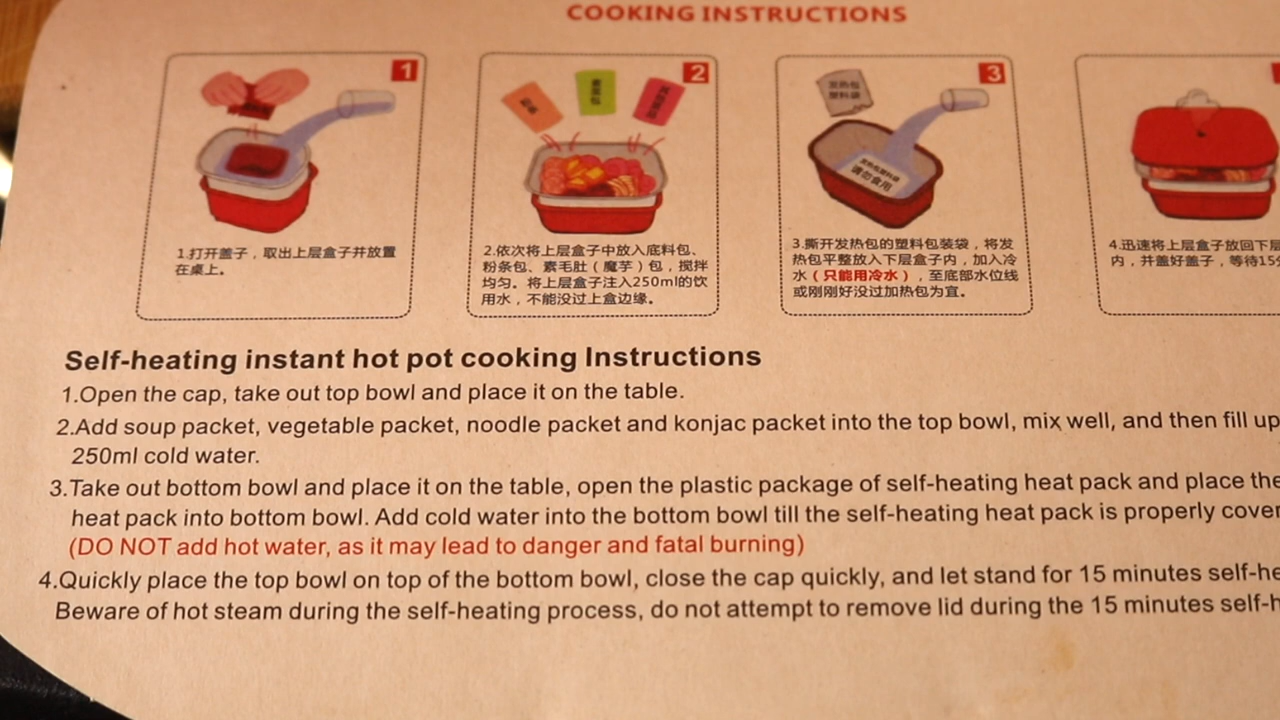 COOKING INSTRUCTIONS
1
2
3
发热包
塑料袋
请勿食用
1.打开盖子，取出上层盒子并放置
在桌上。
2.依次将上层盒子中放入底料包、
粉条包、素毛肚（魔芋）包，搅拌
均匀。将上层盒子注入250ml的饮
用水，不能没过上盒边缘。
3.撕开发热包的塑料包装袋，将发
热包平整放入下层盒子内，加入冷
水（只能用冷水），至底部水位线
或刚刚好没过加热包为宜。
4.迅速将上层盒子放回下层
内，并盖好盖子，等待15分
Self-heating instant hot pot cooking Instructions
1.Open the cap, take out top bowl and place it on the table.
2.Add soup packet, vegetable packet, noodle packet and konjac packet into the top bowl, mix well, and then fill up
250ml cold water.
3.Take out bottom bowl and place it on the table, open the plastic package of self-heating heat pack and place the
heat pack into bottom bowl. Add cold water into the bottom bowl till the self-heating heat pack is properly cover
(DO NOT add hot water, as it may lead to danger and fatal burning)
4.Quickly place the top bowl on top of the bottom bowl, close the cap quickly, and let stand for 15 minutes self-he
Beware of hot steam during the self-heating process, do not attempt to remove lid during the 15 minutes self-h